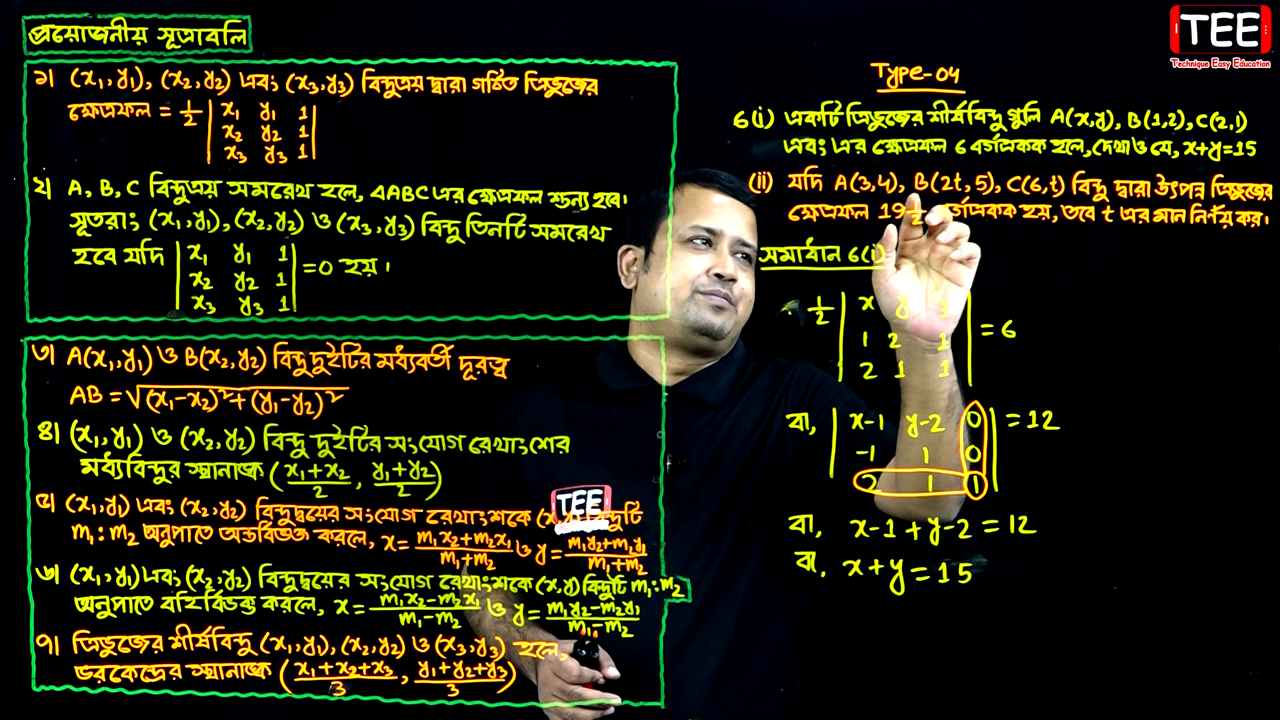 প্রয়োজনীয় সূত্রাবলি
১। (x₁, y₁), (x₂, y₂) এবং (x₃, y₃) বিন্দুত্রয় দ্বারা গঠিত ত্রিভুজের
ক্ষেত্রফল = 1/2 | x₁ y₁ 1 |
x₂ y₂ 1
x₃ y₃ 1
২। A, B, C বিন্দুত্রয় সমরেখ হলে, ΔABC এর ক্ষেত্রফল শূন্য হবে।
সুতরাং (x₁, y₁), (x₂, y₂) ও (x₃, y₃) বিন্দু তিনটি সমরেখ
হবে যদি | x₁ y₁ 1 |
x₂ y₂ 1 = 0 হয়।
x₃ y₃ 1
৩। A(x₁, y₁) ও B(x₂, y₂) বিন্দু দুইটির মধ্যবর্তী দূরত্ব
AB = √(x₁-x₂)²+(y₁-y₂)²
৪। (x₁, y₁) ও (x₂, y₂) বিন্দু দুইটির সংযোগ রেখাংশের
মধ্যবিন্দুর স্থানাঙ্ক ((x₁+x₂)/2, (y₁+y₂)/2)
৫। (x₁, y₁) এবং (x₂, y₂) বিন্দুদ্বয়ের সংযোগ রেখাংশকে (x, y) বিন্দুটি
m₁:m₂ অনুপাতে অন্তর্বিভক্ত করলে, x = (m₁x₂+m₂x₁)/(m₁+m₂) ও y = (m₁y₂+m₂y₁)/(m₁+m₂)
৬। (x₁, y₁) এবং (x₂, y₂) বিন্দুদ্বয়ের সংযোগ রেখাংশকে (x, y) বিন্দুটি m₁:m₂
অনুপাতে বহির্বিভক্ত করলে, x = (m₁x₂-m₂x₁)/(m₁-m₂) ও y = (m₁y₂-m₂y₁)/(m₁-m₂)
৭। ত্রিভুজের শীর্ষবিন্দু (x₁, y₁), (x₂, y₂) ও (x₃, y₃) হলে,
ভরকেন্দ্রের স্থানাঙ্ক ((x₁+x₂+x₃)/3, (y₁+y₂+y₃)/3)
TEE
TEE
Technique Easy Education
Type-04
6(i) একটি ত্রিভুজের শীর্ষবিন্দু গুলি A(x,y), B(1,2), C(2,1)
এবং এর ক্ষেত্রফল 6 বর্গএকক হলে, দেখাও যে, x+y=15
(ii) যদি A(3,4), B(2t, 5), C(6,t) বিন্দু দ্বারা উৎপন্ন ত্রিভুজের
ক্ষেত্রফল 19 1/2 হয়, তবে t এর মান নির্ণয় কর।
সমাধান 6(i)
1/2 | x y 1 |
1 2 1 = 6
2 1 1
বা, | x-1 y-2 0 | = 12
-1 1 0
2 1 1
বা, x-1+y-2 = 12
বা, x+y = 15